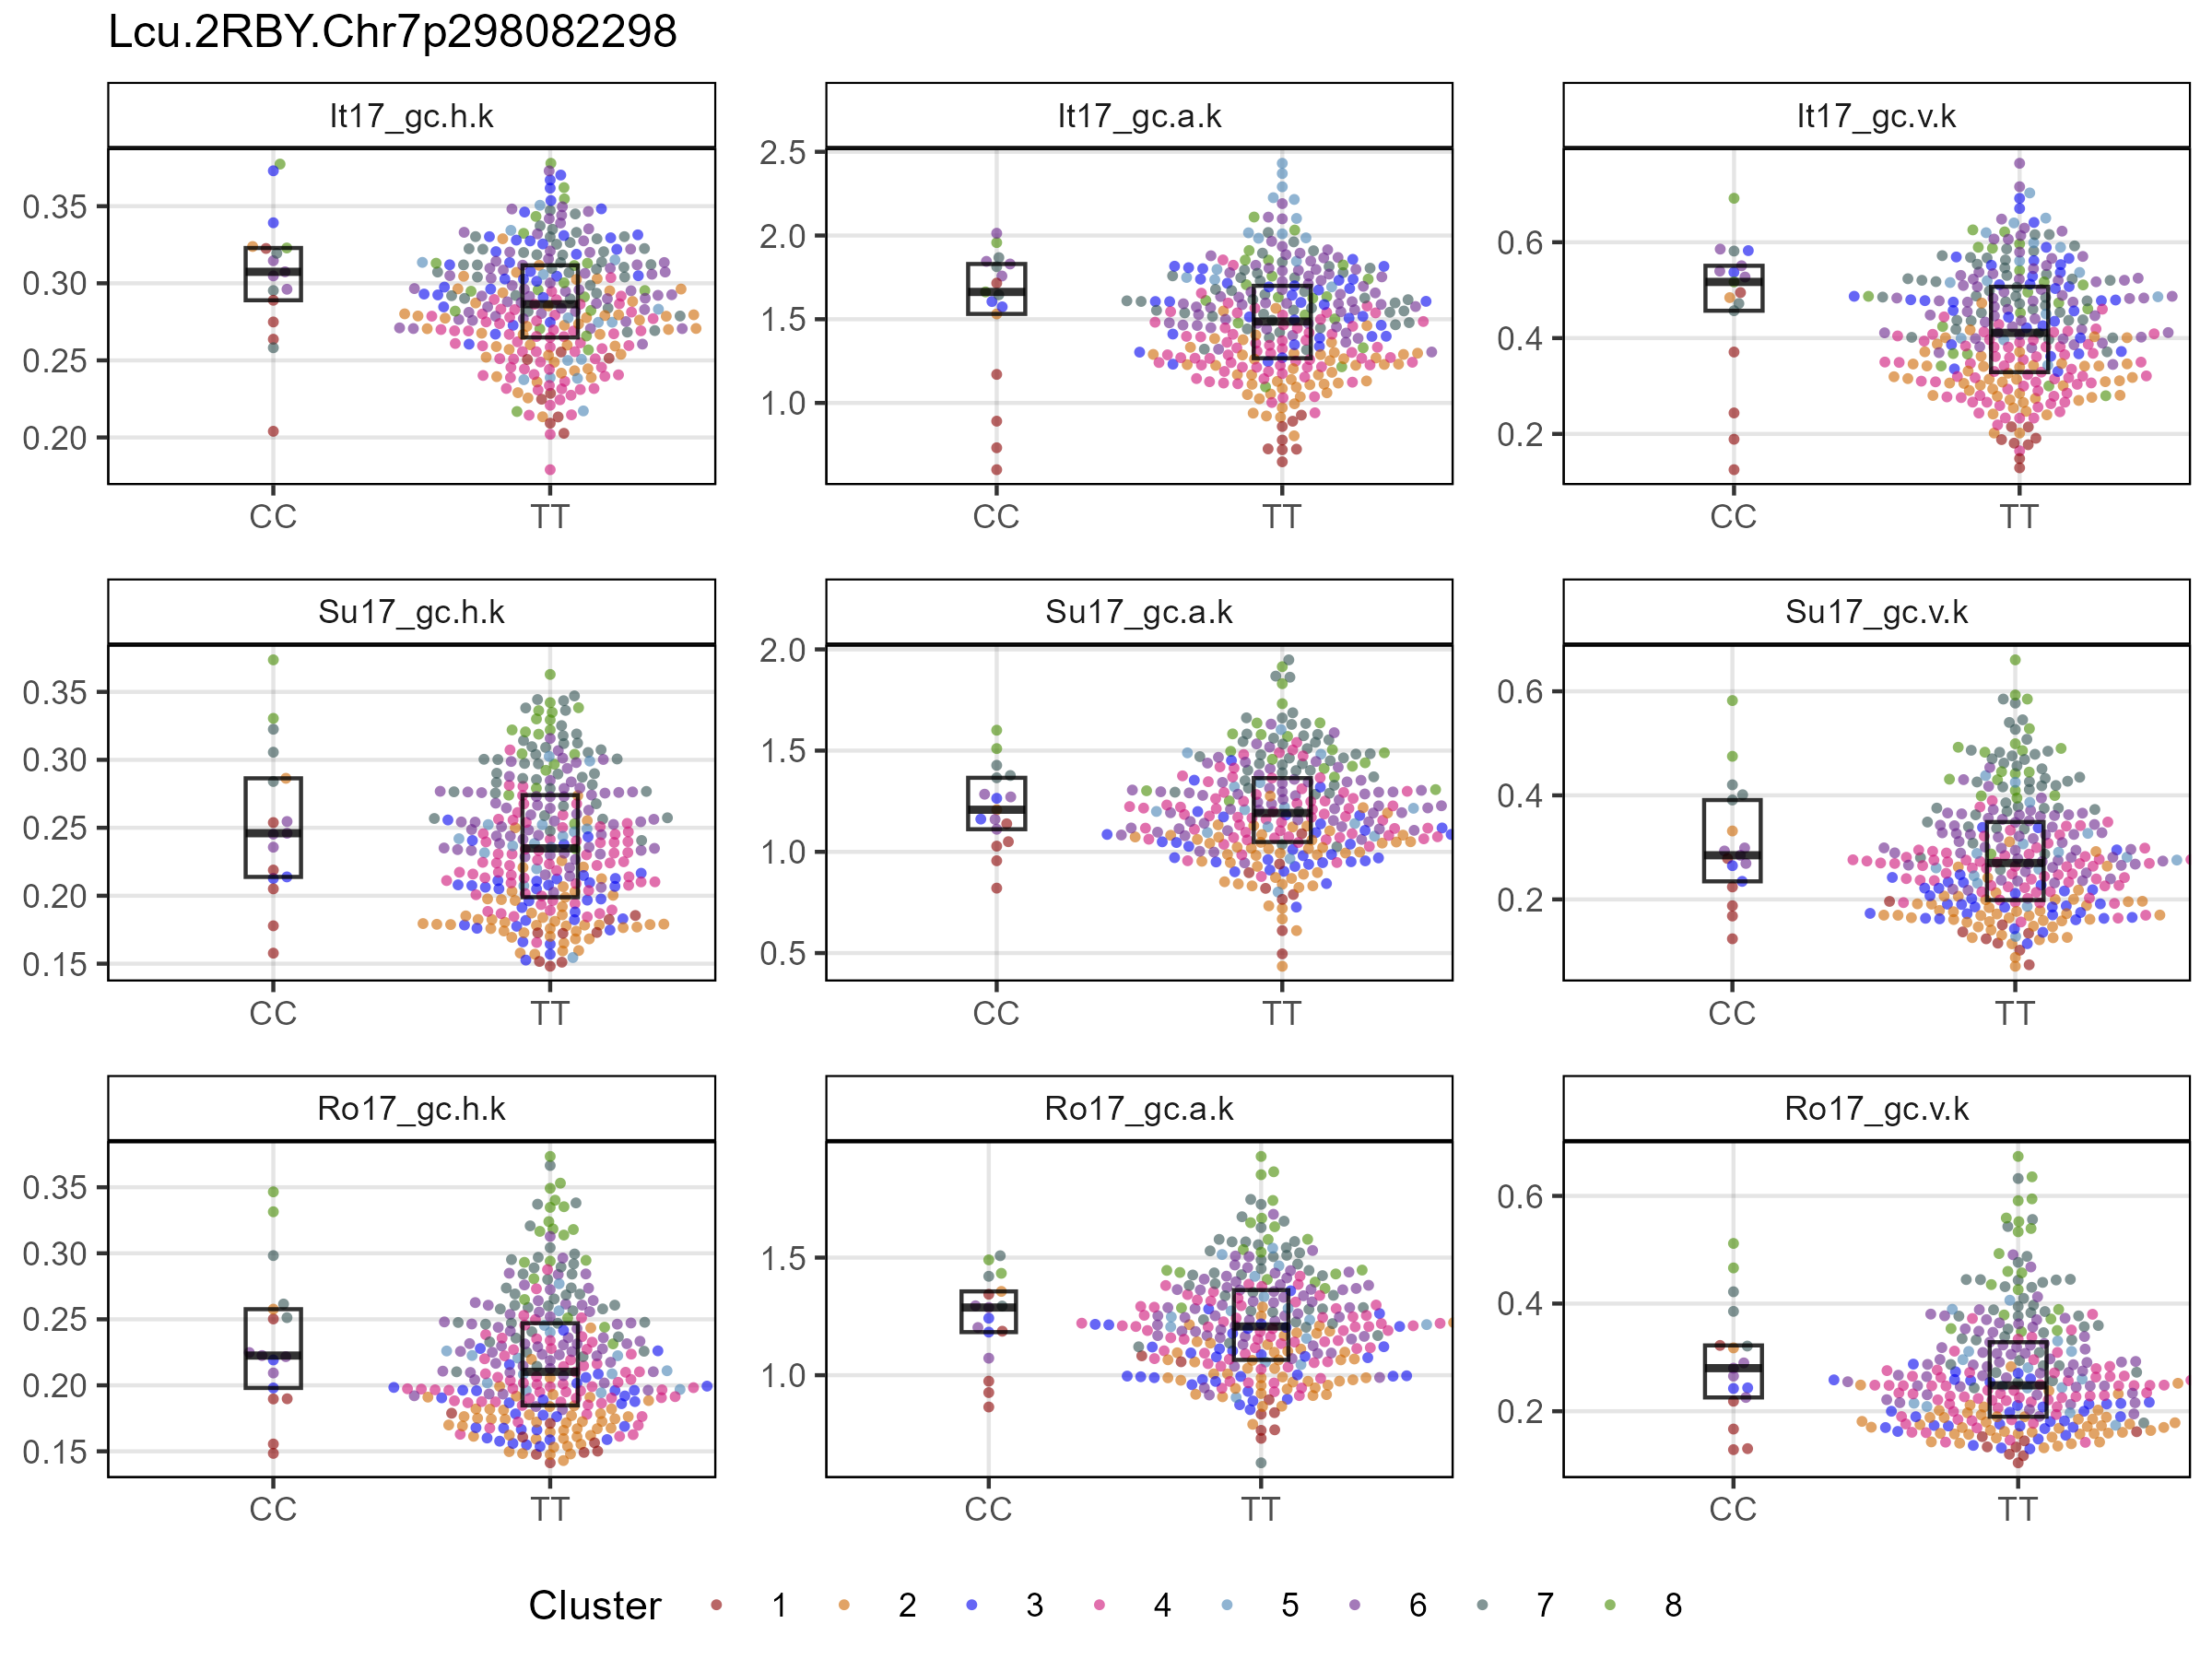 Lcu.2RBY.Chr7p298082298
It17_gc.h.k
It17_gc.a.k
It17_gc.v.k
0.35
0.30
0.25
0.20
CC
TT
2.5
2.0
1.5
1.0
CC
TT
0.6
0.4
0.2
CC
TT
Su17_gc.h.k
Su17_gc.a.k
Su17_gc.v.k
0.35
0.30
0.25
0.20
0.15
CC
TT
2.0
1.5
1.0
0.5
CC
TT
0.6
0.4
0.2
CC
TT
Ro17_gc.h.k
Ro17_gc.a.k
Ro17_gc.v.k
0.35
0.30
0.25
0.20
0.15
CC
TT
1.5
1.0
CC
TT
0.6
0.4
0.2
CC
TT
Cluster 1 2 3 4 5 6 7 8